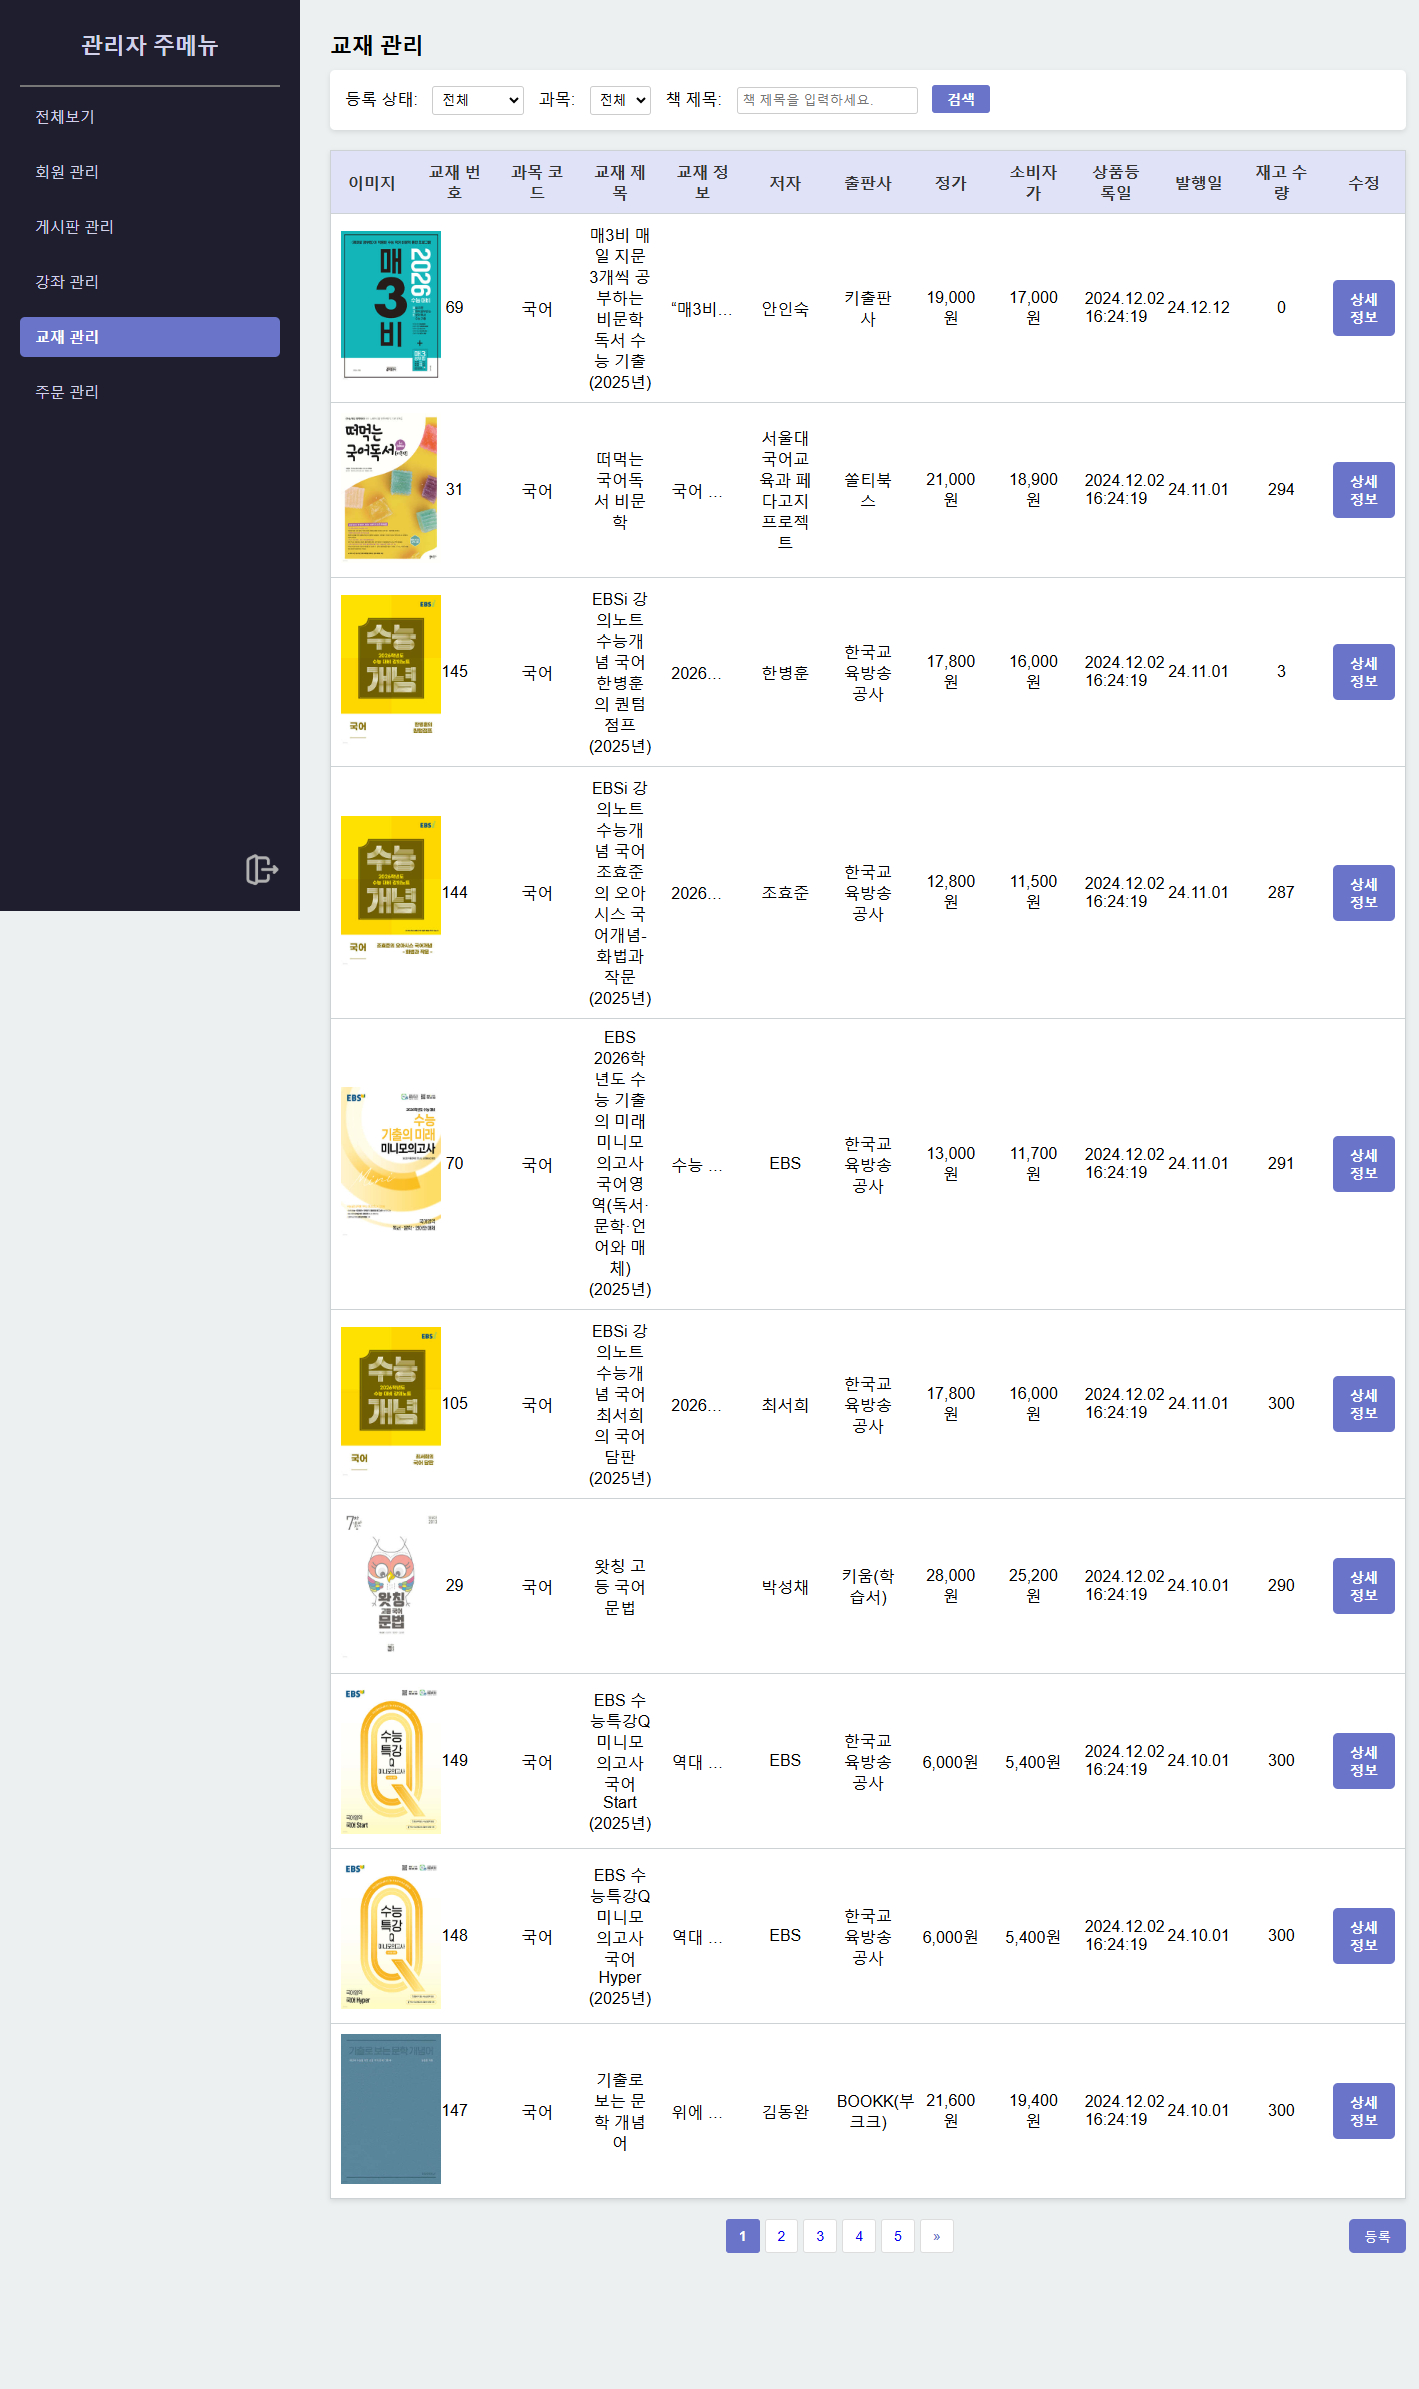 관리자 주메뉴
전체보기
회원 관리
게시판 관리
강좌 관리
교재 관리
주문 관리
교재 관리
등록 상태: 전체 과목: 전체 책 제목: 책 제목을 입력하세요. 검색
이미지 교재 번호 과목 코드 교재 제목 교재 정보 저자 출판사 정가 소비자가 상품등록일 발행일 재고 수량 수정
2026 매3비
69 국어 매3비 매일 지문 3개씩 공부하는 비문학 독서 수능 기출(2025년) “매3비… 안인숙 키출판사 19,000원 17,000원 2024.12.02 16:24:19 24.12.12 0 상세정보
떠먹는 국어독서
31 국어 떠먹는 국어독서 비문학 국어 … 서울대 국어교육과 페다고지 프로젝트 쏠티북스 21,000원 18,900원 2024.12.02 16:24:19 24.11.01 294 상세정보
EBS 수능개념 국어
145 국어 EBSi 강의노트 수능개념 국어 한병훈의 퀀텀 점프(2025년) 2026… 한병훈 한국교육방송공사 17,800원 16,000원 2024.12.02 16:24:19 24.11.01 3 상세정보
EBS 수능개념 국어
144 국어 EBSi 강의노트 수능개념 국어 조효준의 오아시스 국어개념-화법과 작문(2025년) 2026… 조효준 한국교육방송공사 12,800원 11,500원 2024.12.02 16:24:19 24.11.01 287 상세정보
EBS 수능 기출의 미래 미니모의고사
70 국어 EBS 2026학년도 수능 기출의 미래 미니모의고사 국어영역(독서·문학·언어와 매체)(2025년) 수능 … EBS 한국교육방송공사 13,000원 11,700원 2024.12.02 16:24:19 24.11.01 291 상세정보
EBS 수능개념 국어
105 국어 EBSi 강의노트 수능개념 국어 최서희의 국어 담판(2025년) 2026… 최서희 한국교육방송공사 17,800원 16,000원 2024.12.02 16:24:19 24.11.01 300 상세정보
왓칭 고등 국어 문법
29 국어 왓칭 고등 국어 문법 박성채 키움(학습서) 28,000원 25,200원 2024.12.02 16:24:19 24.10.01 290 상세정보
EBS 수능특강 Q 미니모의고사 국어 Start
149 국어 EBS 수능특강Q 미니모의고사 국어 Start(2025년) 역대 … EBS 한국교육방송공사 6,000원 5,400원 2024.12.02 16:24:19 24.10.01 300 상세정보
EBS 수능특강 Q 미니모의고사 국어 Hyper
148 국어 EBS 수능특강Q 미니모의고사 국어 Hyper(2025년) 역대 … EBS 한국교육방송공사 6,000원 5,400원 2024.12.02 16:24:19 24.10.01 300 상세정보
기출로 보는 문학 개념어
147 국어 기출로 보는 문학 개념어 위에 … 김동완 BOOKK(부크크) 21,600원 19,400원 2024.12.02 16:24:19 24.10.01 300 상세정보
1 2 3 4 5 » 등록